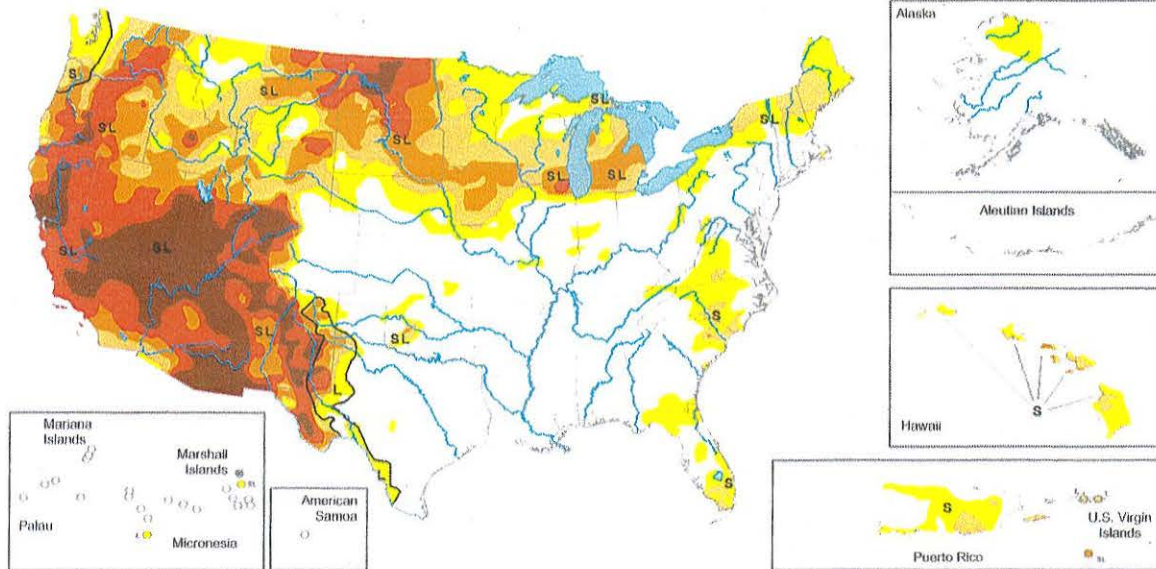 Alaska
S
SL
SL
SL
SL
SL
Aleutian Islands
SL
SL
SL
SL
SL
S
S
Hawaii
L
Mariana
Islands
Marshall
Islands
SL
L
S
American
Samoa
S
U.S. Virgin
Islands
Palau
L
Micronesia
Puerto Rico
SL